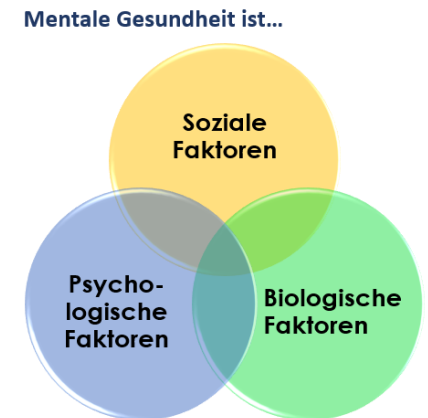 Mentale Gesundheit ist...
Soziale
Faktoren
Psycho-
logische
Faktoren
Biologische
Faktoren